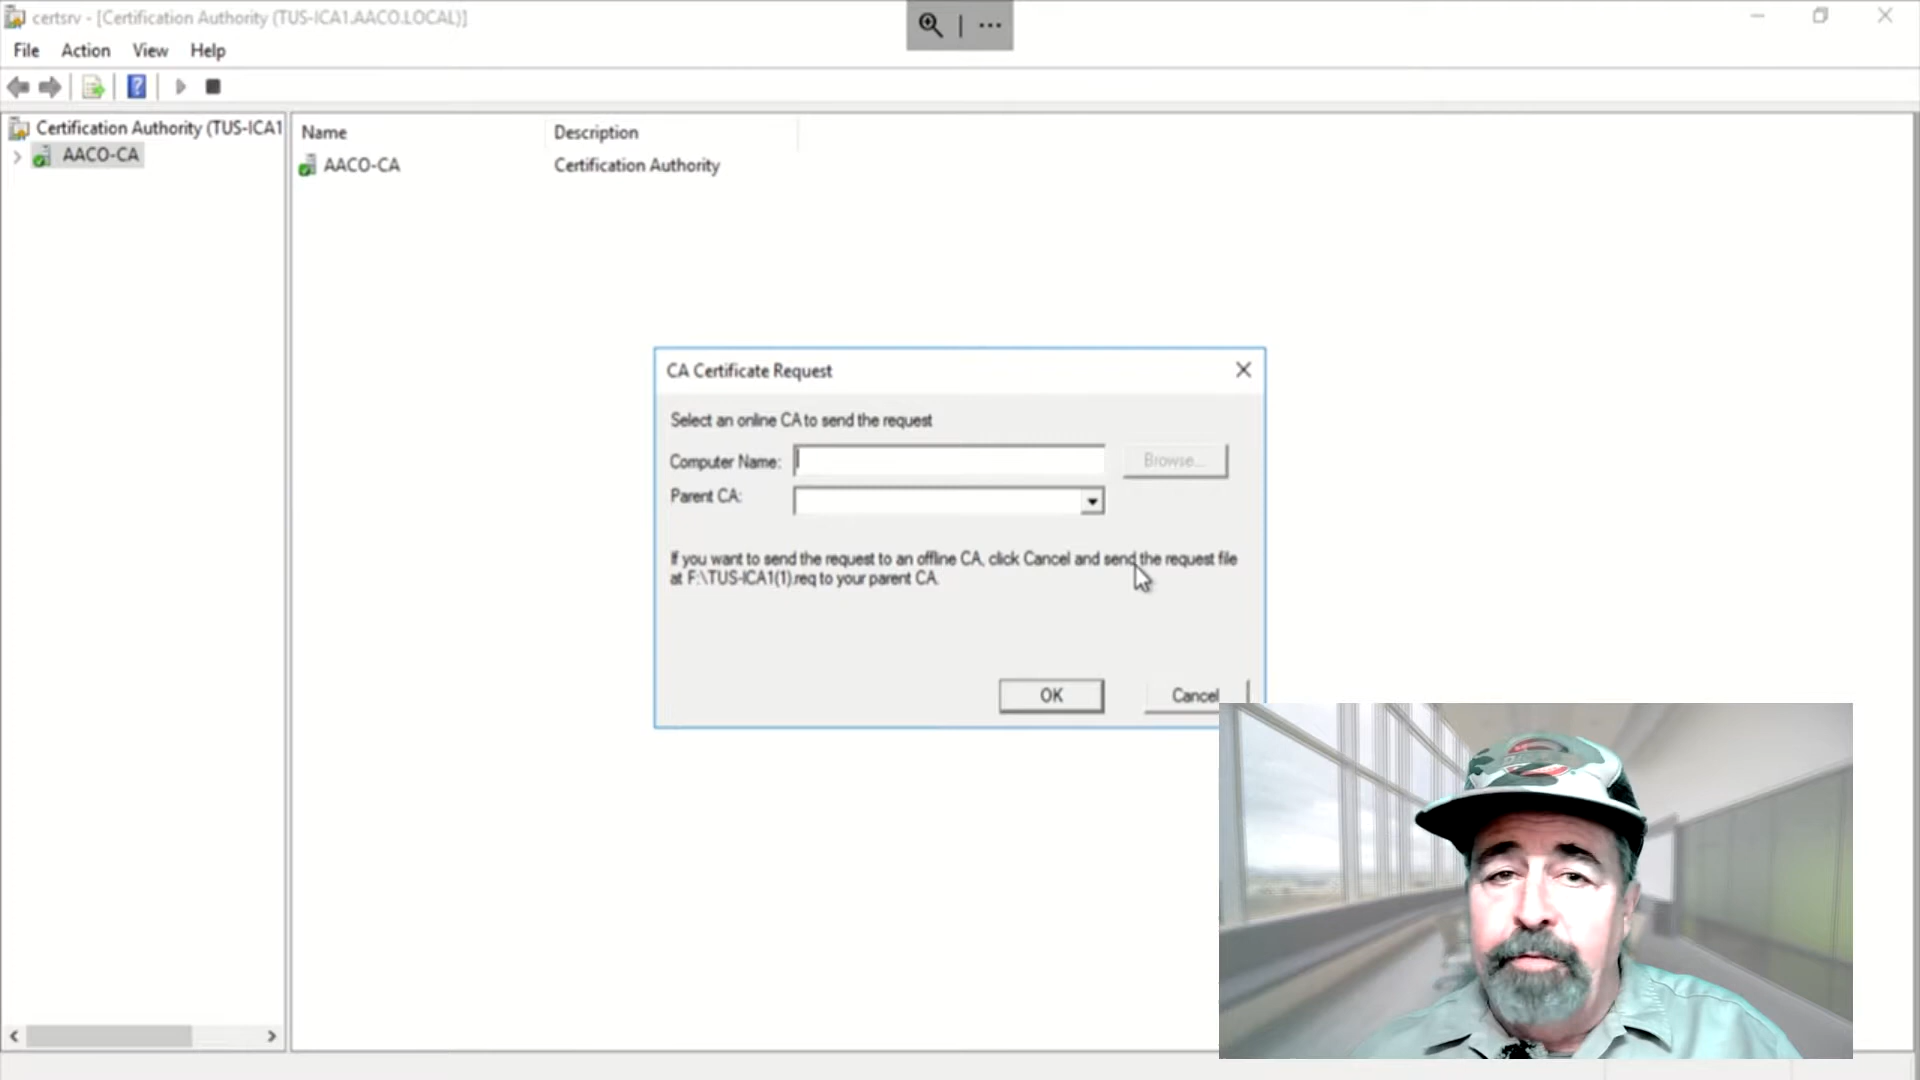 certsrv - [Certification Authority (TUS-ICA1.AACO.LOCAL)]
File Action View Help
Certification Authority (TUS-ICA1
AACO-CA
Name Description
AACO-CA Certification Authority
CA Certificate Request
Select an online CA to send the request
Computer Name:
Browse...
Parent CA:
If you want to send the request to an offline CA, click Cancel and send the request file
at F:\TUS-ICA1(1).req to your parent CA.
OK Cancel